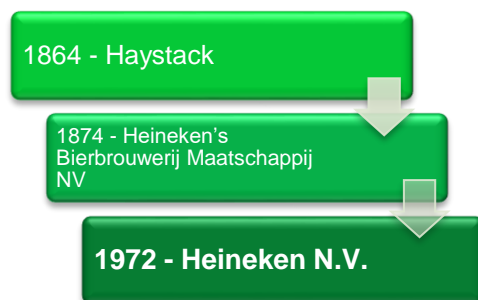 1864 - Haystack
1874 - Heineken's
Bierbrouwerij Maatschappij
NV
1972 - Heineken N.V.